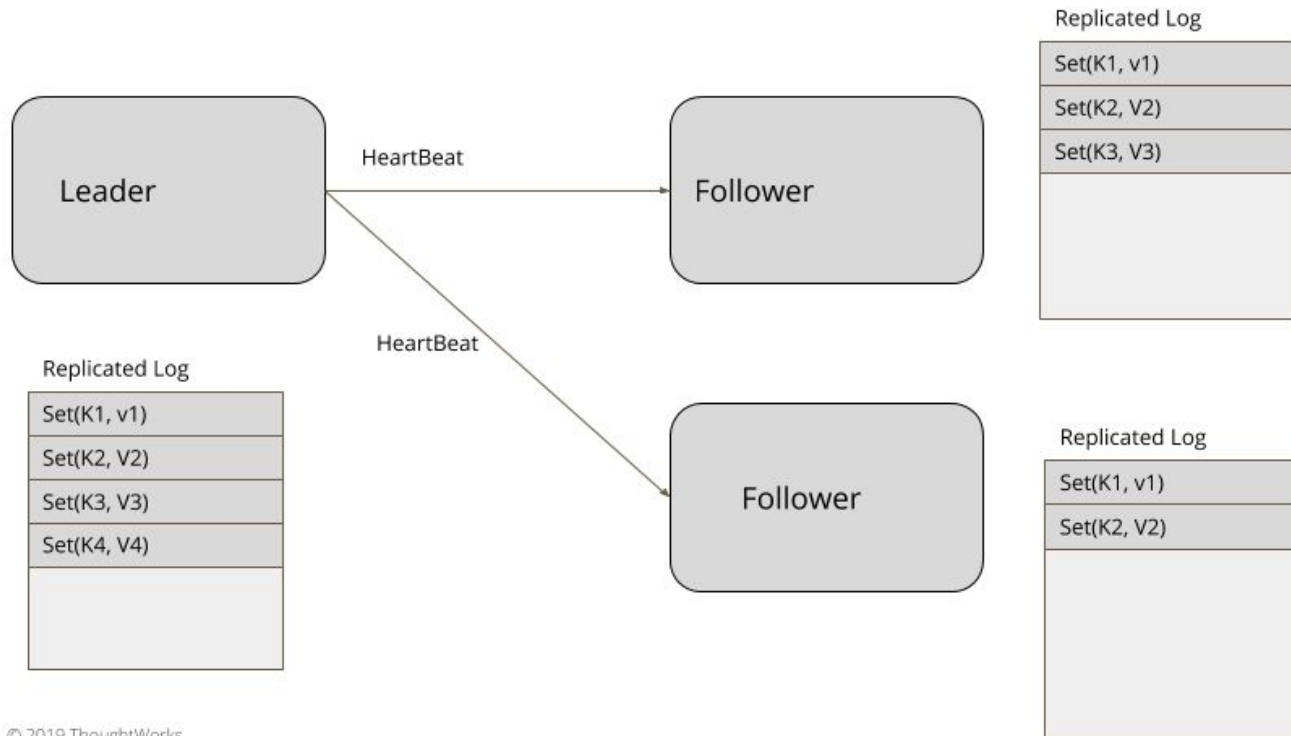 Replicated Log
Set(K1, v1)
Set(K2, V2)
Set(K3, V3)
HeartBeat
Leader
Follower
HeartBeat
Replicated Log
Set(K1, v1)
Set(K2, V2)
Set(K3, V3)
Set(K4, V4)
Follower
Replicated Log
Set(K1, v1)
Set(K2, V2)
© 2019 ThoughtWorks